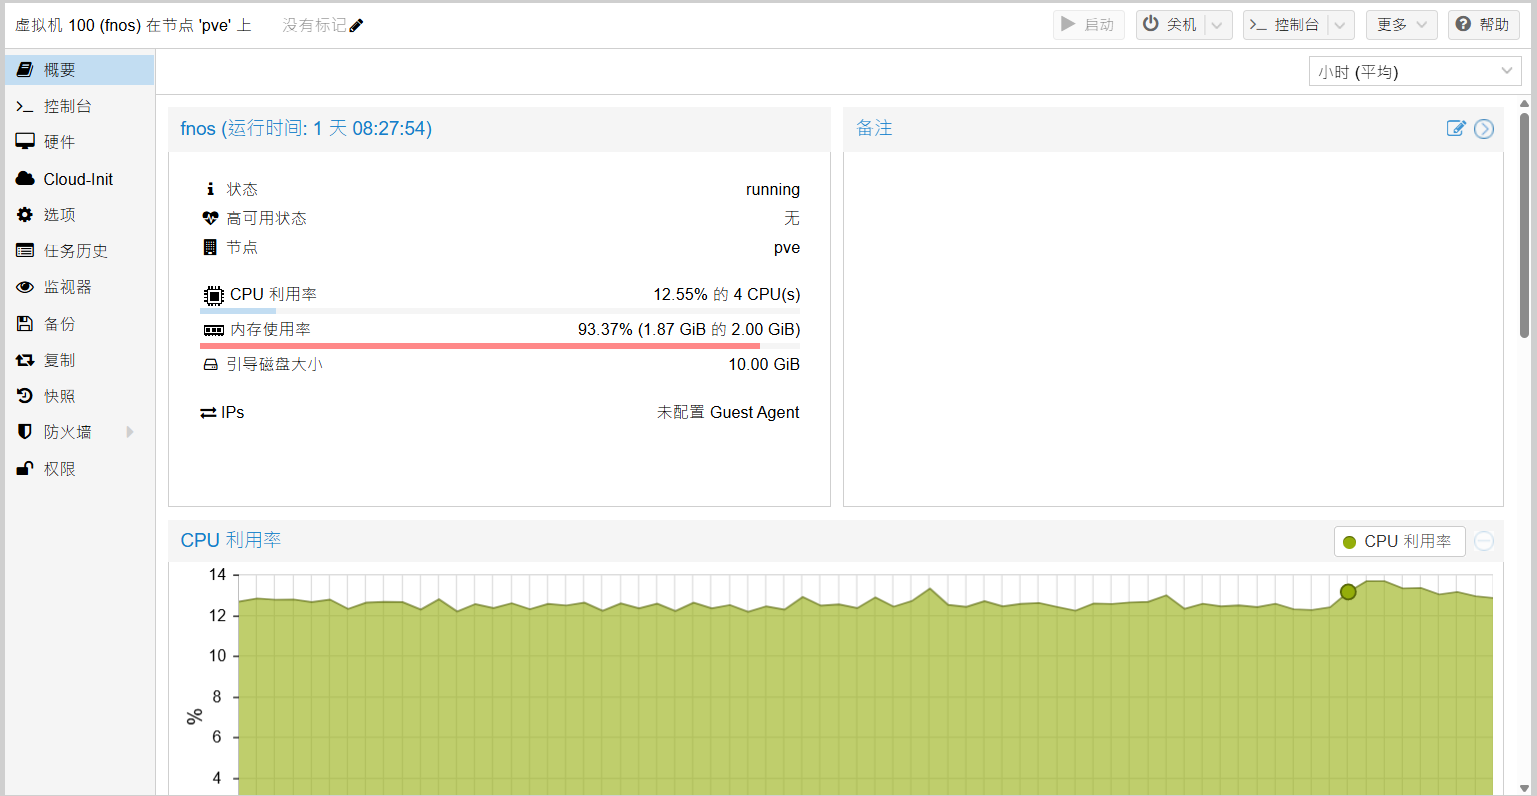 虚拟机 100 (fnos) 在节点 'pve' 上 没有标记 启动 关机 控制台 更多 帮助
概要 小时 (平均)
控制台
硬件
Cloud-Init
选项
任务历史
监视器
备份
复制
快照
防火墙
权限
fnos (运行时间: 1 天 08:27:54)
状态 running
高可用状态 无
节点 pve
CPU 利用率 12.55% 的 4 CPU(s)
内存使用率 93.37% (1.87 GiB 的 2.00 GiB)
引导磁盘大小 10.00 GiB
IPs 未配置 Guest Agent
备注
CPU 利用率 CPU 利用率
14
12
10
8
%
6
4